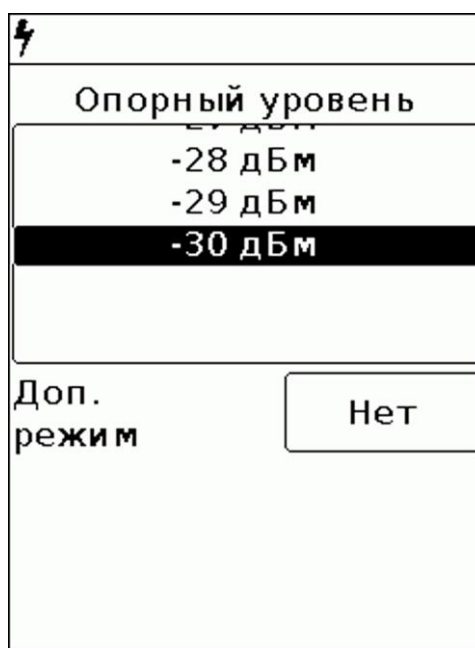 Опорный уровень
-28 дБм
-29 дБм
-30 дБм
Доп.
режим
Нет